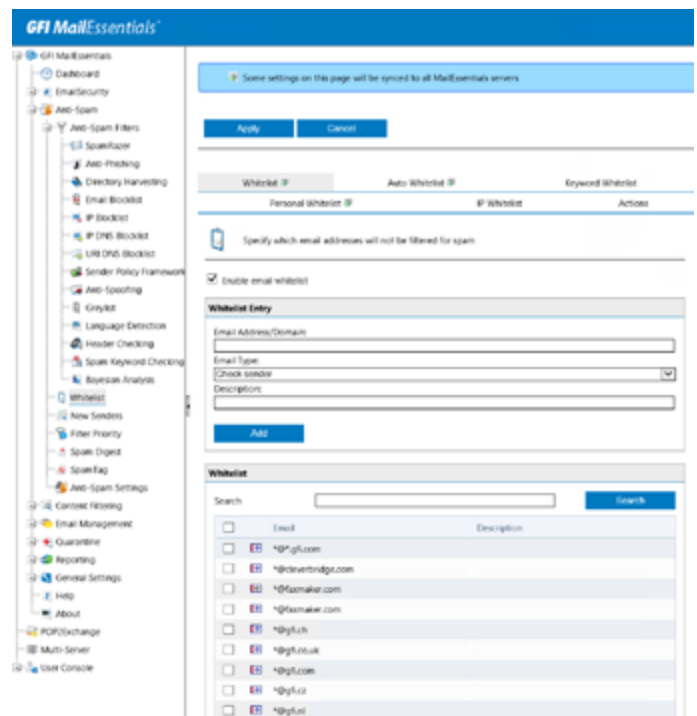 GFI MailEssentials
GFI MailEssentials
Dashboard
EmailSecurity
Anti-Spam
Anti-Spam Filters
SpamRazer
Anti-Phishing
Directory Harvesting
Email Blocklist
IP Blocklist
IP DNS Blocklist
URI DNS Blocklist
Sender Policy Framework
Anti-Spoofing
Greylist
Language Detection
Header Checking
Spam Keyword Checking
Bayesian Analysis
Whitelist
New Senders
Filter Priority
Spam Digest
SpamTag
Anti-Spam Settings
Content Filtering
Email Management
Quarantine
Reporting
General Settings
Help
About
POP2Exchange
Multi-Server
User Console
Some settings on this page will be synced to all MailEssentials servers
Apply Cancel
Whitelist Auto Whitelist Keyword Whitelist
Personal Whitelist IP Whitelist Actions
Specify which email addresses will not be filtered for spam
Enable email whitelist
Whitelist Entry
Email Address/Domain:
Email Type:
Check sender
Description:
Add
Whitelist
Search Search
Email Description
*@*.gfi.com
*@cleverbridge.com
*@faxmaker.com
*@faxmaker.com
*@gfi.ch
*@gfi.co.uk
*@gfi.com
*@gfi.cz
*@gfi.nl